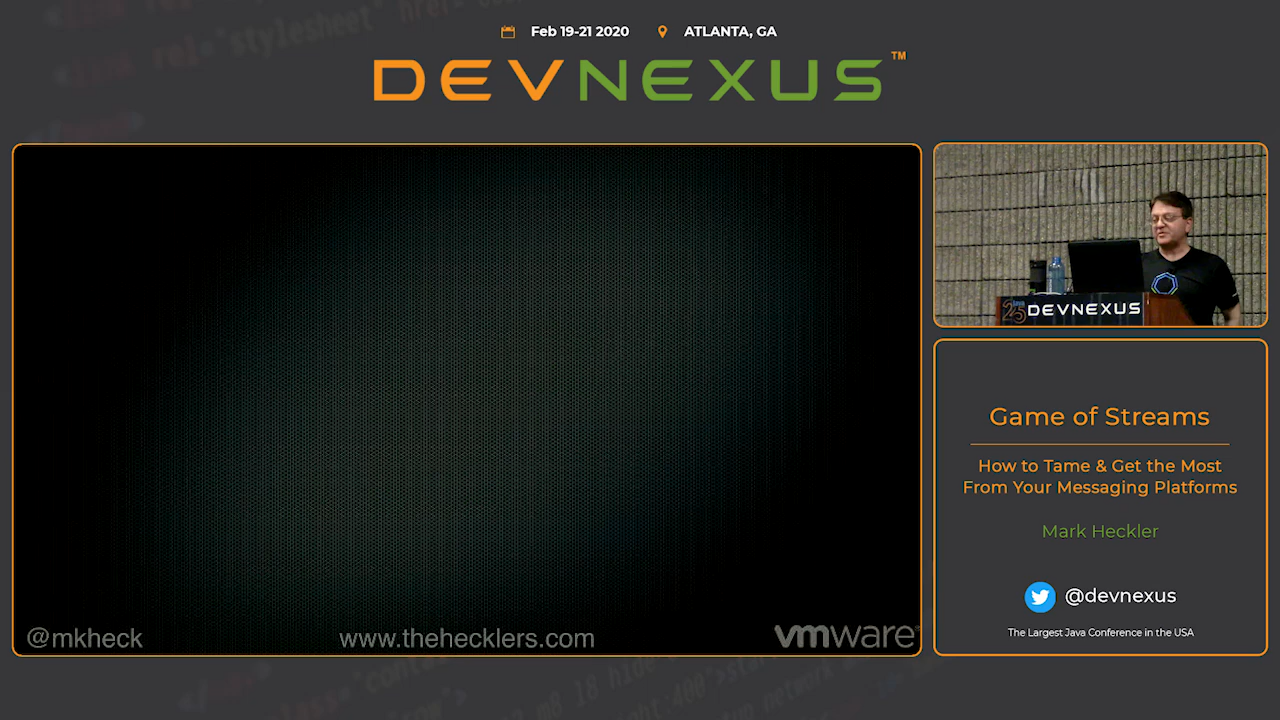 Feb 19-21 2020
ATLANTA, GA
DEVNEXUS™
@mkheck
www.thehecklers.com
vmware®
25
DEVNEXUS
Game of Streams
How to Tame & Get the Most
From Your Messaging Platforms
Mark Heckler
@devnexus
The Largest Java Conference in the USA